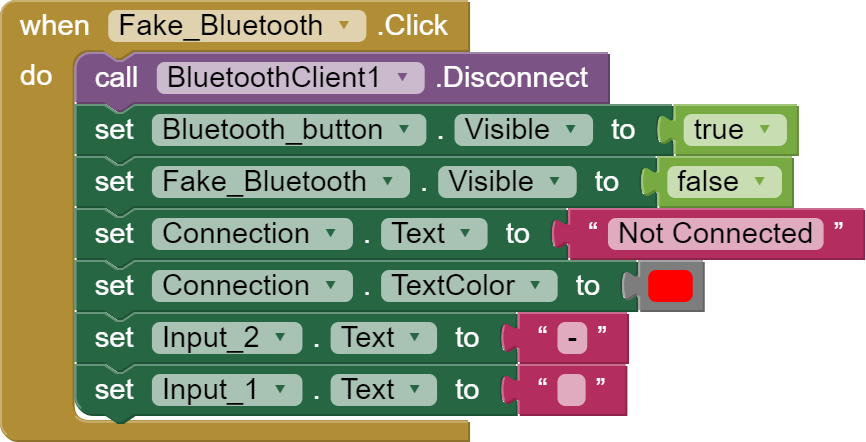 when Fake_Bluetooth .Click
do call BluetoothClient1 .Disconnect
set Bluetooth_button . Visible to true
set Fake_Bluetooth . Visible to false
set Connection . Text to “ Not Connected ”
set Connection . TextColor to
set Input_2 . Text to “ - ”
set Input_1 . Text to “ ”